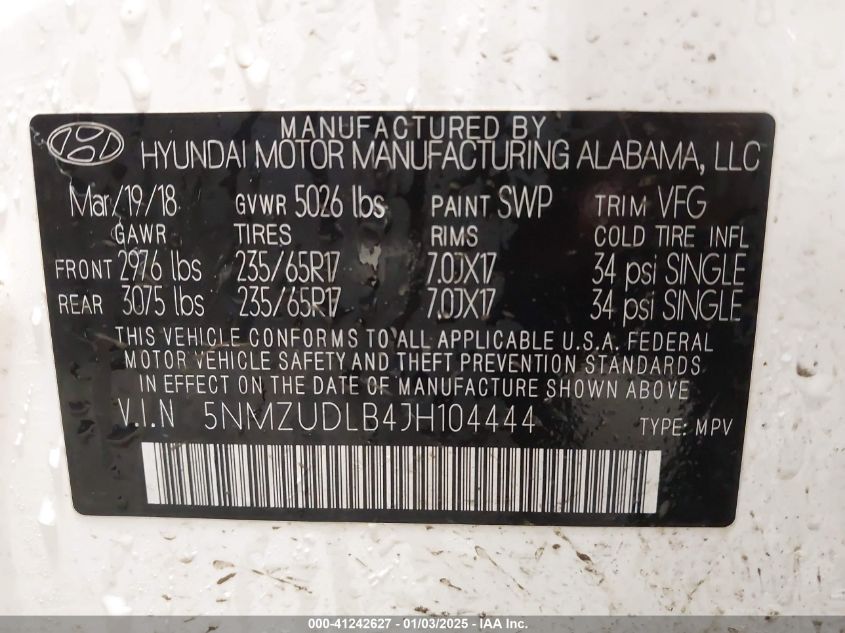 MANUFACTURED BY
HYUNDAI MOTOR MANUFACTURING ALABAMA, LLC
Mar/19/18 GVWR 5026 lbs PAINT SWP TRIM VFG
GAWR TIRES RIMS COLD TIRE INFL
FRONT 2976 lbs 235/65R17 7.0JX17 34 psi SINGLE
REAR 3075 lbs 235/65R17 7.0JX17 34 psi SINGLE
THIS VEHICLE CONFORMS TO ALL APPLICABLE U.S.A. FEDERAL
MOTOR VEHICLE SAFETY AND THEFT PREVENTION STANDARDS
IN EFFECT ON THE DATE OF MANUFACTURE SHOWN ABOVE
V.I.N 5NMZUDLB4JH104444 TYPE: MPV
000-41242627 - 01/03/2025 - IAA Inc.